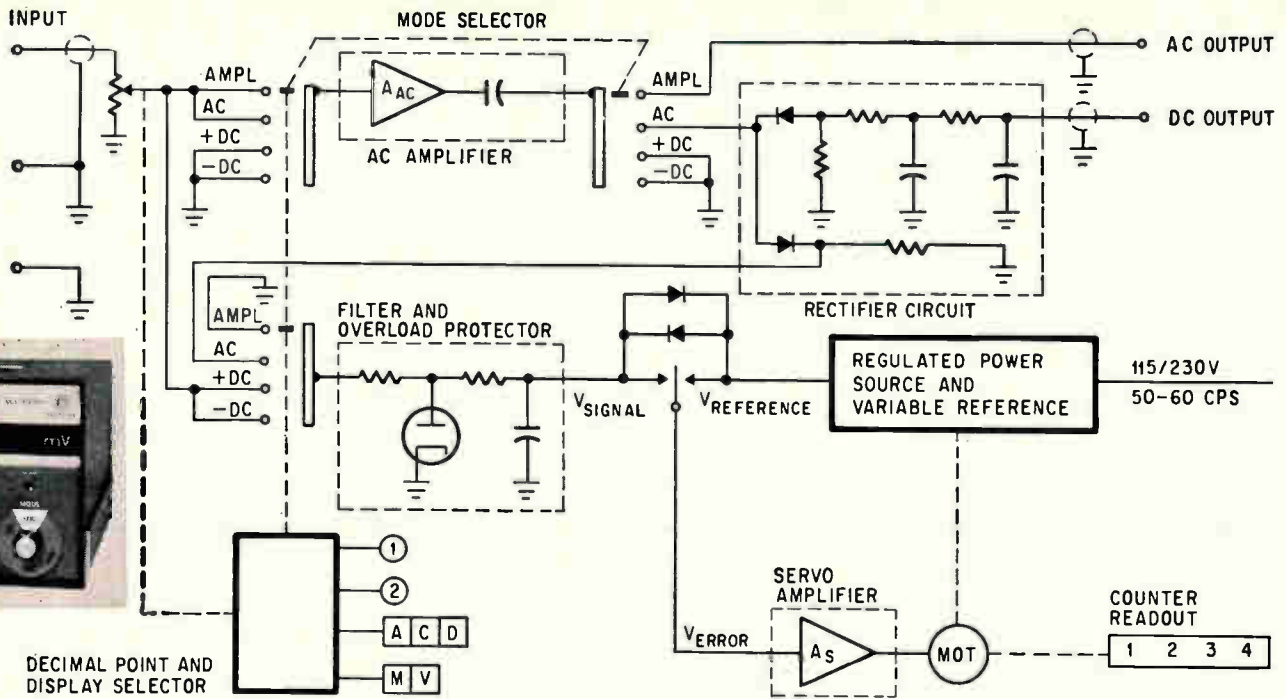 INPUT
MODE SELECTOR
AC OUTPUT
DC OUTPUT
AMPL
AC
+DC
-DC
A AC
AC AMPLIFIER
AMPL
AC
+DC
-DC
RECTIFIER CIRCUIT
AMPL
AC
+DC
-DC
FILTER AND
OVERLOAD PROTECTOR
V SIGNAL
V REFERENCE
REGULATED POWER
SOURCE AND
VARIABLE REFERENCE
115/230V
50-60 CPS
mV
MODE
1
2
A C D
M V
DECIMAL POINT AND
DISPLAY SELECTOR
V ERROR
SERVO
AMPLIFIER
A S
MOT
COUNTER
READOUT
1 2 3 4